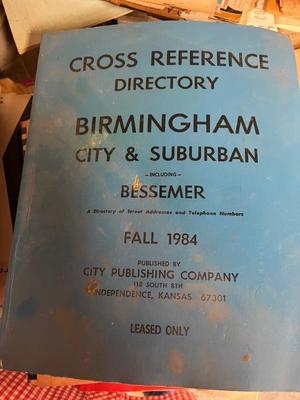 CROSS REFERENCE
DIRECTORY
BIRMINGHAM
CITY & SUBURBAN
- INCLUDING -
BESSEMER
A Directory of Street Addresses and Telephone Numbers
FALL 1984
PUBLISHED BY
CITY PUBLISHING COMPANY
118 SOUTH 8TH
INDEPENDENCE, KANSAS 67301
LEASED ONLY